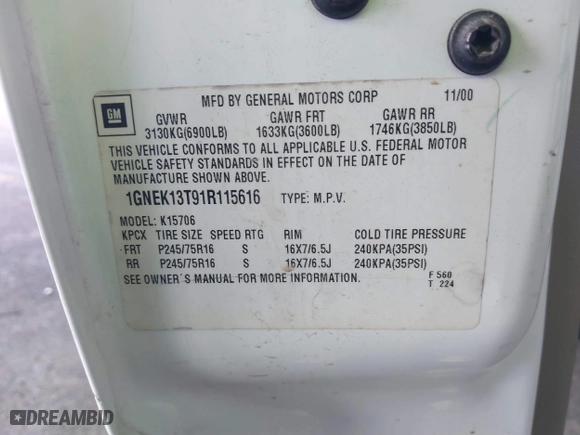 GM
MFD BY GENERAL MOTORS CORP 11/00
GVWR GAWR FRT GAWR RR
3130KG(6900LB) 1633KG(3600LB) 1746KG(3850LB)
THIS VEHICLE CONFORMS TO ALL APPLICABLE U.S. FEDERAL MOTOR
VEHICLE SAFETY STANDARDS IN EFFECT ON THE DATE OF
MANUFACTURE SHOWN ABOVE.
1GNEK13T91R115616 TYPE: M.P.V.
MODEL: K15706
KPCX TIRE SIZE SPEED RTG RIM COLD TIRE PRESSURE
FRT P245/75R16 S 16X7/6.5J 240KPA(35PSI)
RR P245/75R16 S 16X7/6.5J 240KPA(35PSI)
SEE OWNER'S MANUAL FOR MORE INFORMATION.
F 560
T 224
DREAMBID